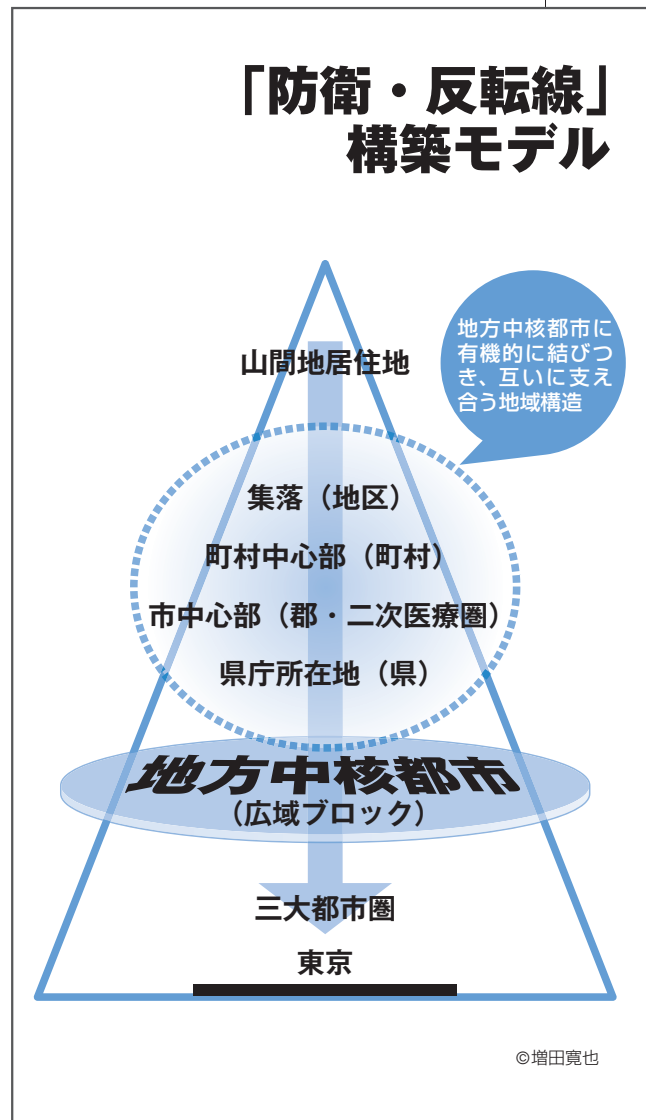 「防衛・反転線」
構築モデル
山間地居住地
地方中核都市に
有機的に結びつ
き、互いに支え
合う地域構造
集落（地区）
町村中心部（町村）
市中心部（郡・二次医療圏）
県庁所在地（県）
地方中核都市
（広域ブロック）
三大都市圏
東京
©増田寛也